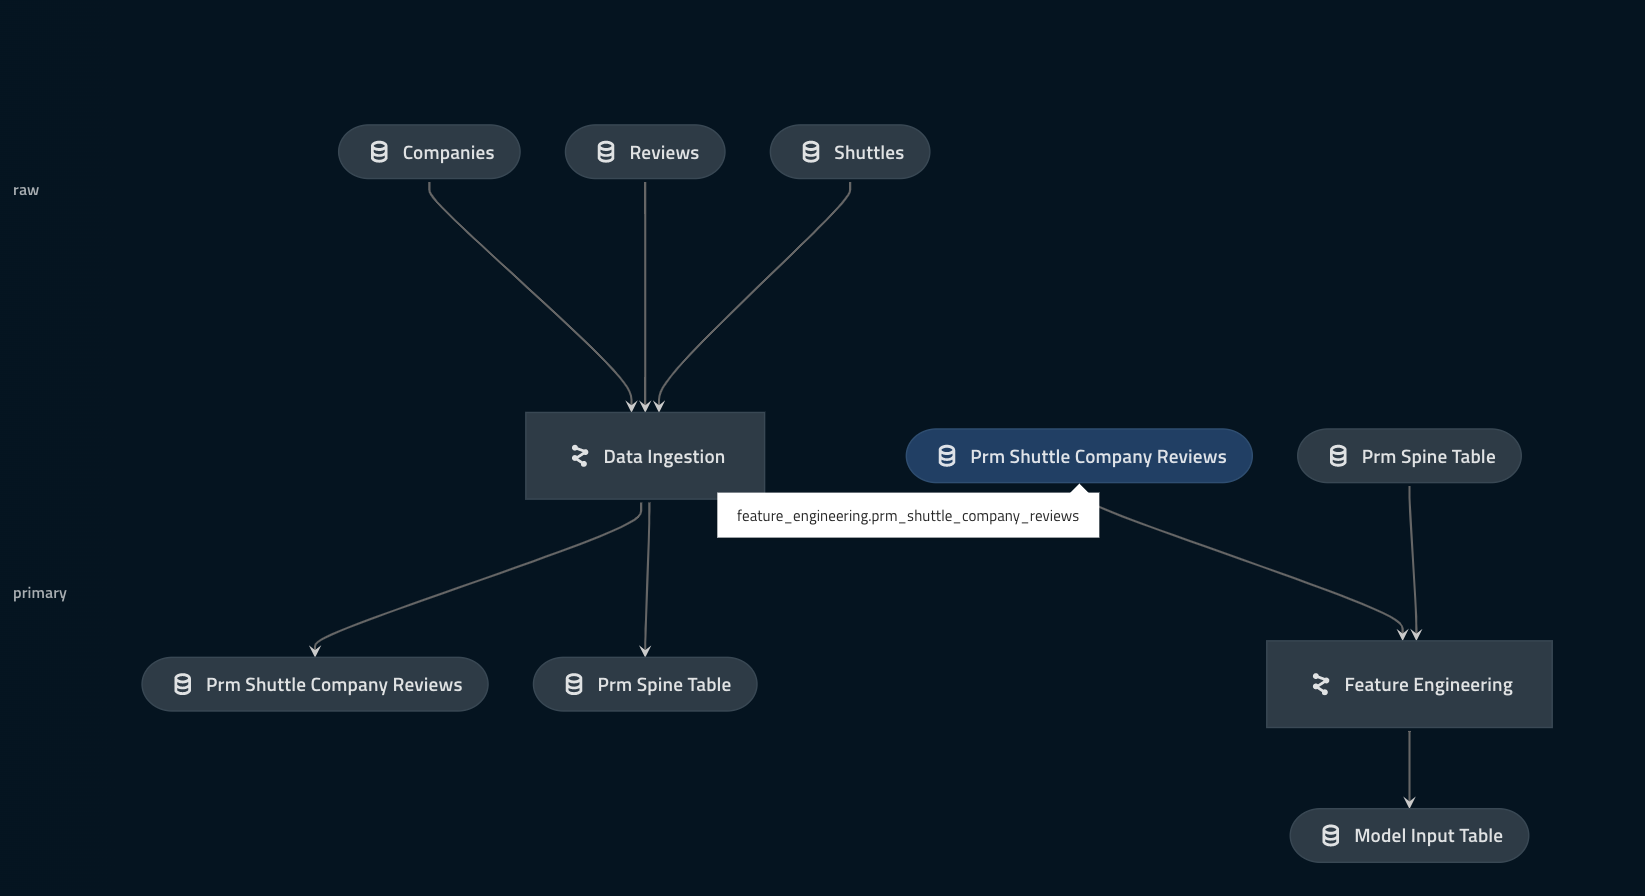 Companies
Reviews
Shuttles
raw
Data Ingestion
Prm Shuttle Company Reviews
Prm Spine Table
feature_engineering.prm_shuttle_company_reviews
primary
Prm Shuttle Company Reviews
Prm Spine Table
Feature Engineering
Model Input Table